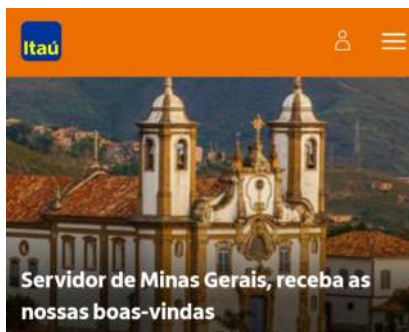 Itaú
Servidor de Minas Gerais, receba as
nossas boas-vindas